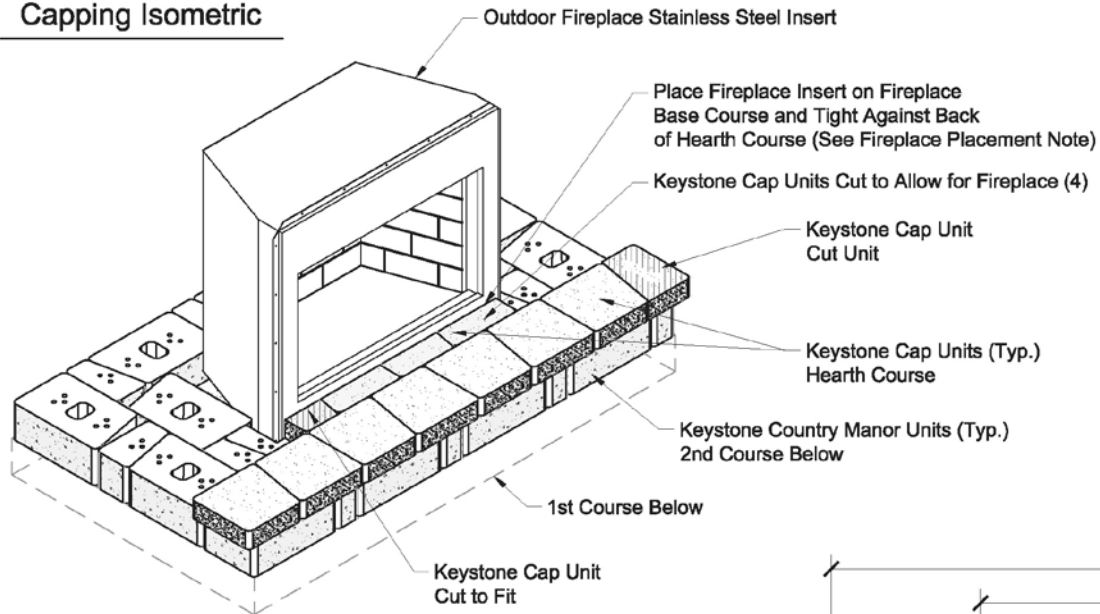 Capping Isometric
Outdoor Fireplace Stainless Steel Insert
Place Fireplace Insert on Fireplace
Base Course and Tight Against Back
of Hearth Course (See Fireplace Placement Note)
Keystone Cap Units Cut to Allow for Fireplace (4)
Keystone Cap Unit
Cut Unit
Keystone Cap Units (Typ.)
Hearth Course
Keystone Country Manor Units (Typ.)
2nd Course Below
1st Course Below
Keystone Cap Unit
Cut to Fit